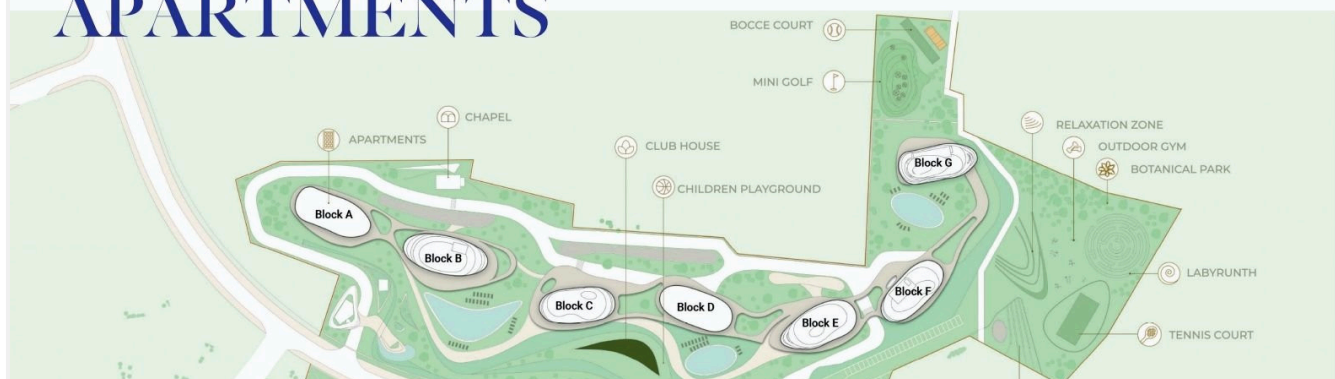 APARTMENTS
BOCCE COURT
MINI GOLF
CHAPEL
APARTMENTS
CLUB HOUSE
CHILDREN PLAYGROUND
RELAXATION ZONE
OUTDOOR GYM
BOTANICAL PARK
Block G
Block A
Block B
Block C
Block D
Block E
Block F
LABYRUNTH
TENNIS COURT